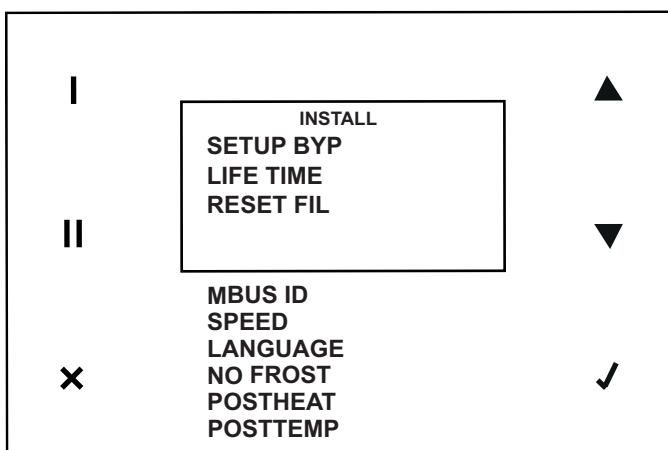 I
▲
INSTALL
SETUP BYP
LIFE TIME
RESET FIL
II
▼
MBUS ID
SPEED
LANGUAGE
NO FROST
POSTHEAT
POSTTEMP
✕
✓